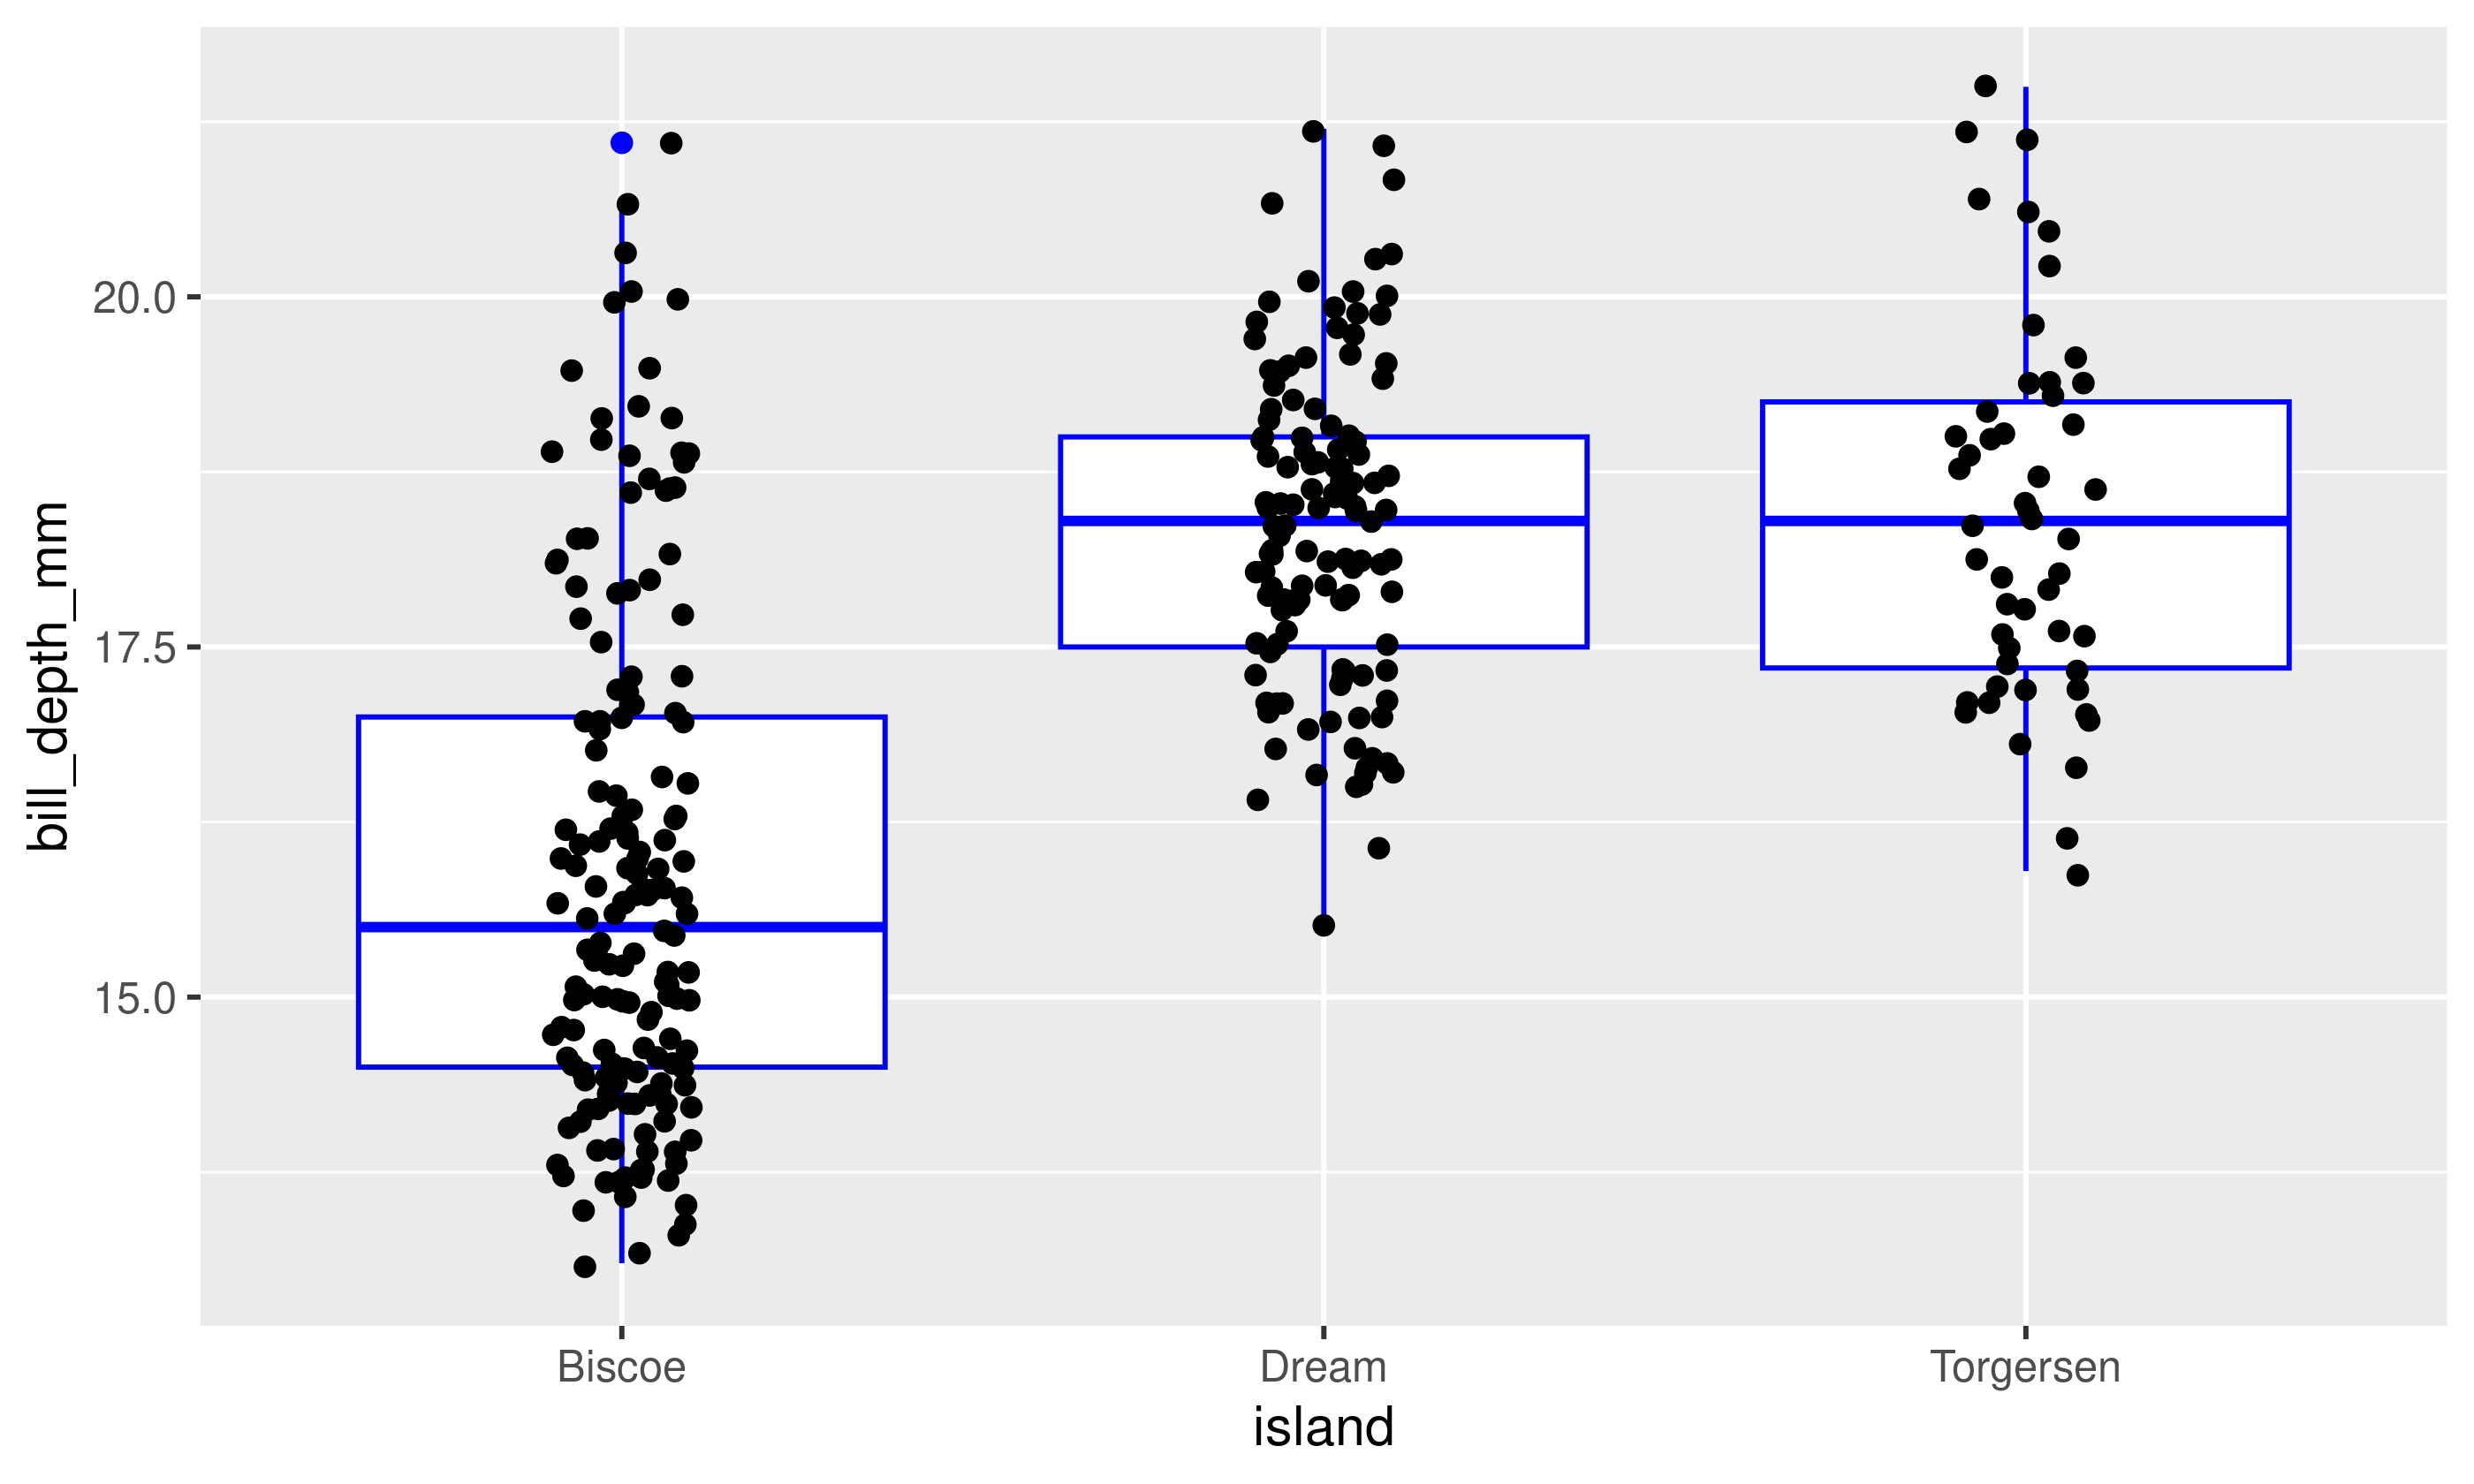 bill_depth_mm
20.0
17.5
15.0
Biscoe
Dream
Torgersen
island